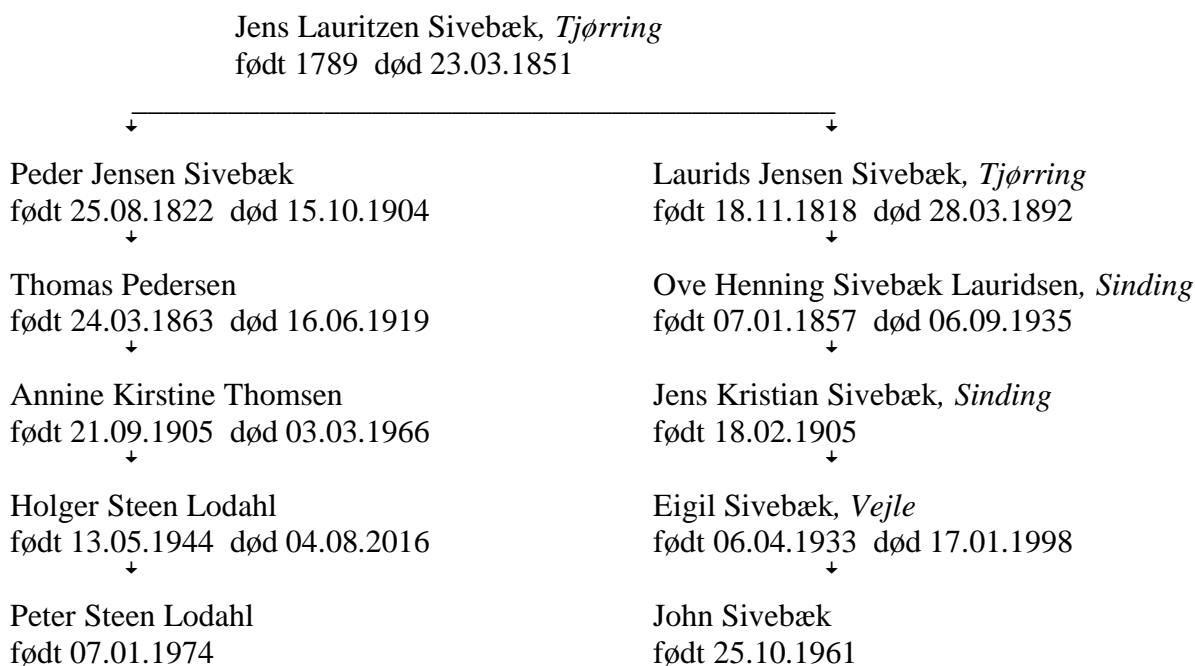 Jens Lauritzen Sivebæk, Tjørring
født 1789 død 23.03.1851
Peder Jensen Sivebæk
født 25.08.1822 død 15.10.1904
Thomas Pedersen
født 24.03.1863 død 16.06.1919
Annine Kirstine Thomsen
født 21.09.1905 død 03.03.1966
Holger Steen Lodahl
født 13.05.1944 død 04.08.2016
Peter Steen Lodahl
født 07.01.1974
Laurids Jensen Sivebæk, Tjørring
født 18.11.1818 død 28.03.1892
Ove Henning Sivebæk Lauridsen, Sinding
født 07.01.1857 død 06.09.1935
Jens Kristian Sivebæk, Sinding
født 18.02.1905
Eigil Sivebæk, Vejle
født 06.04.1933 død 17.01.1998
John Sivebæk
født 25.10.1961